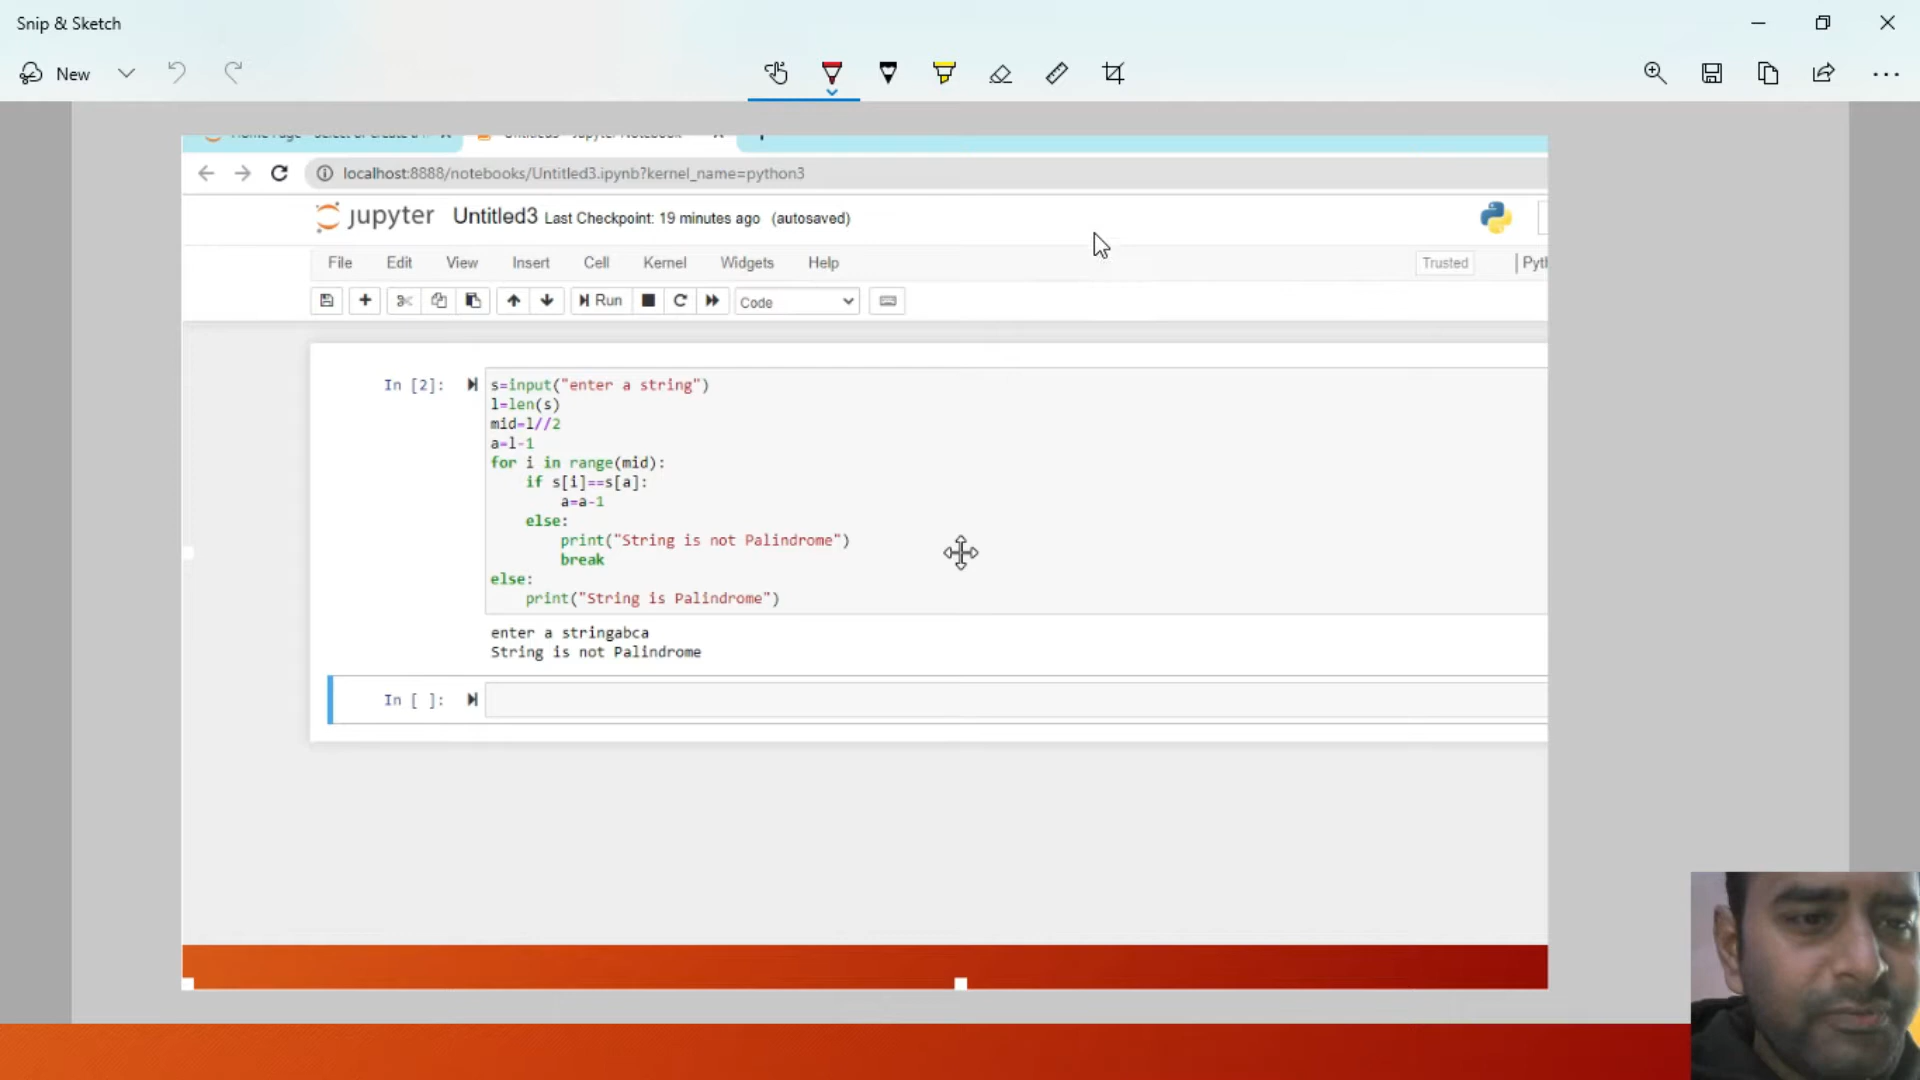 Snip & Sketch
New
localhost:8888/notebooks/Untitled3.ipynb?kernel_name=python3
jupyter Untitled3 Last Checkpoint: 19 minutes ago (autosaved)
File Edit View Insert Cell Kernel Widgets Help Trusted Pyth
Run Code
In [2]: s=input("enter a string")
l=len(s)
mid=l//2
a=l-1
for i in range(mid):
    if s[i]==s[a]:
        a=a-1
    else:
        print("String is not Palindrome")
        break
else:
    print("String is Palindrome")
enter a stringabca
String is not Palindrome
In [ ]: